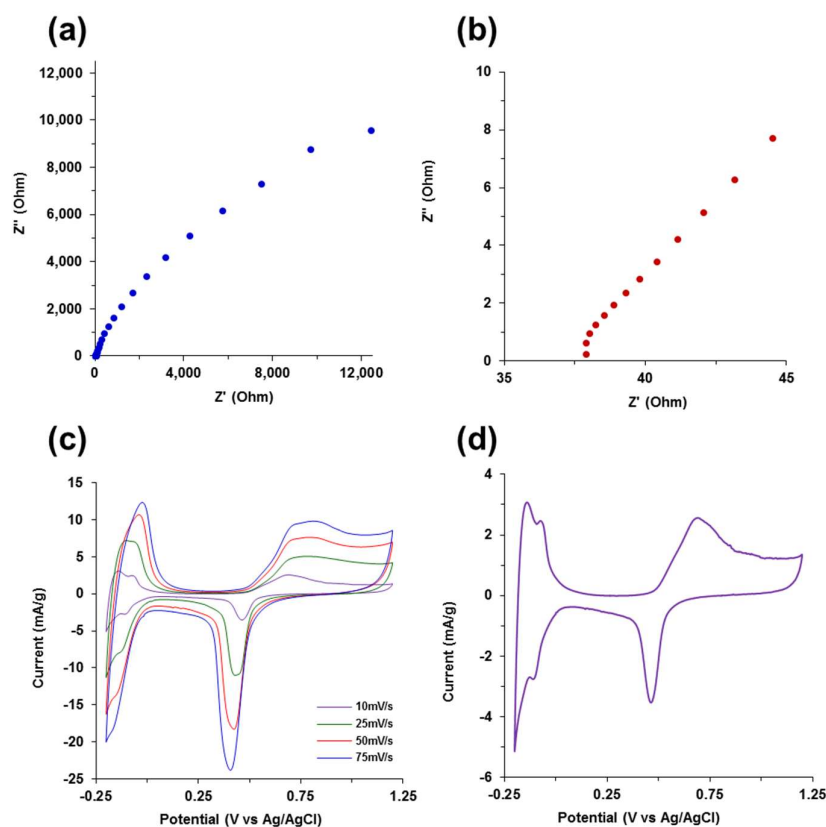 (a)
12,000
10,000
8,000
6,000
4,000
2,000
0
Z'' (Ohm)
0 4,000 8,000 12,000
Z' (Ohm)
(b)
10
8
6
4
2
0
Z'' (Ohm)
35 40 45
Z' (Ohm)
(c)
15
10
5
0
-5
-10
-15
-20
-25
Current (mA/g)
10mV/s
25mV/s
50mV/s
75mV/s
-0.25 0.25 0.75 1.25
Potential (V vs Ag/AgCl)
(d)
4
2
0
-2
-4
-6
Current (mA/g)
-0.25 0.25 0.75 1.25
Potential (V vs Ag/AgCl)